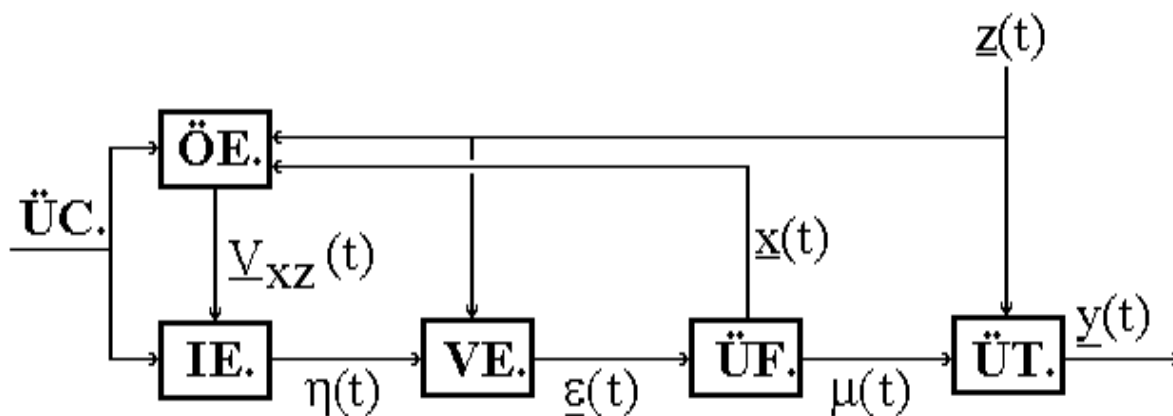 z(t)
ÖE.
ÜC.
V_xz (t)
x(t)
y(t)
IE.
VE.
ÜF.
ÜT.
η(t)
ε(t)
μ(t)